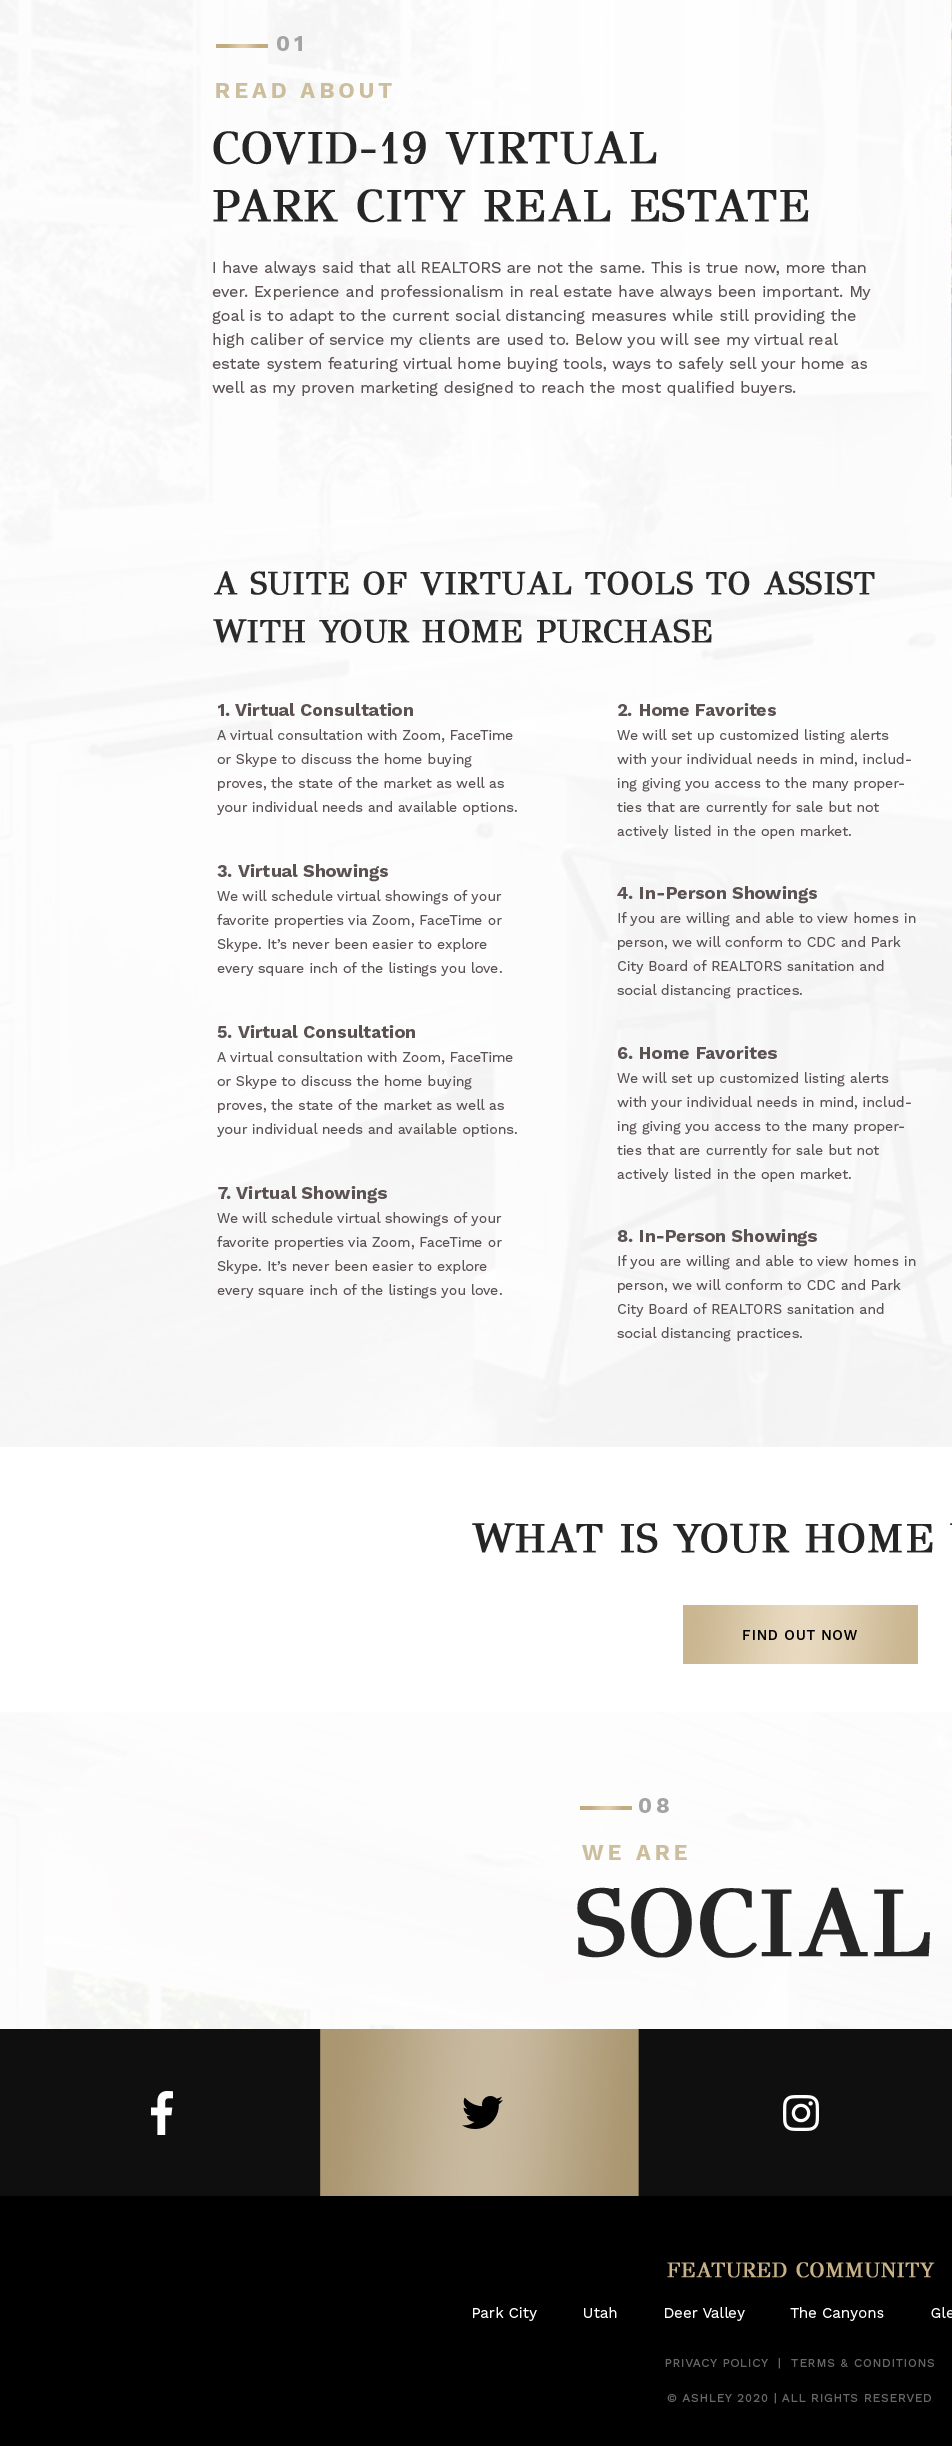 01
READ ABOUT
COVID-19 VIRTUAL
PARK CITY REAL ESTATE
I have always said that all REALTORS are not the same. This is true now, more than
ever. Experience and professionalism in real estate have always been important. My
goal is to adapt to the current social distancing measures while still providing the
high caliber of service my clients are used to. Below you will see my virtual real
estate system featuring virtual home buying tools, ways to safely sell your home as
well as my proven marketing designed to reach the most qualified buyers.
A SUITE OF VIRTUAL TOOLS TO ASSIST
WITH YOUR HOME PURCHASE
1. Virtual Consultation
A virtual consultation with Zoom, FaceTime
or Skype to discuss the home buying
proves, the state of the market as well as
your individual needs and available options.
2. Home Favorites
We will set up customized listing alerts
with your individual needs in mind, includ-
ing giving you access to the many proper-
ties that are currently for sale but not
actively listed in the open market.
3. Virtual Showings
We will schedule virtual showings of your
favorite properties via Zoom, FaceTime or
Skype. It’s never been easier to explore
every square inch of the listings you love.
4. In-Person Showings
If you are willing and able to view homes in
person, we will conform to CDC and Park
City Board of REALTORS sanitation and
social distancing practices.
5. Virtual Consultation
A virtual consultation with Zoom, FaceTime
or Skype to discuss the home buying
proves, the state of the market as well as
your individual needs and available options.
6. Home Favorites
We will set up customized listing alerts
with your individual needs in mind, includ-
ing giving you access to the many proper-
ties that are currently for sale but not
actively listed in the open market.
7. Virtual Showings
We will schedule virtual showings of your
favorite properties via Zoom, FaceTime or
Skype. It’s never been easier to explore
every square inch of the listings you love.
8. In-Person Showings
If you are willing and able to view homes in
person, we will conform to CDC and Park
City Board of REALTORS sanitation and
social distancing practices.
WHAT IS YOUR HOME
FIND OUT NOW
08
WE ARE
SOCIAL
FEATURED COMMUNITY
Park City Utah Deer Valley The Canyons
PRIVACY POLICY | TERMS & CONDITIONS
© ASHLEY 2020 | ALL RIGHTS RESERVED